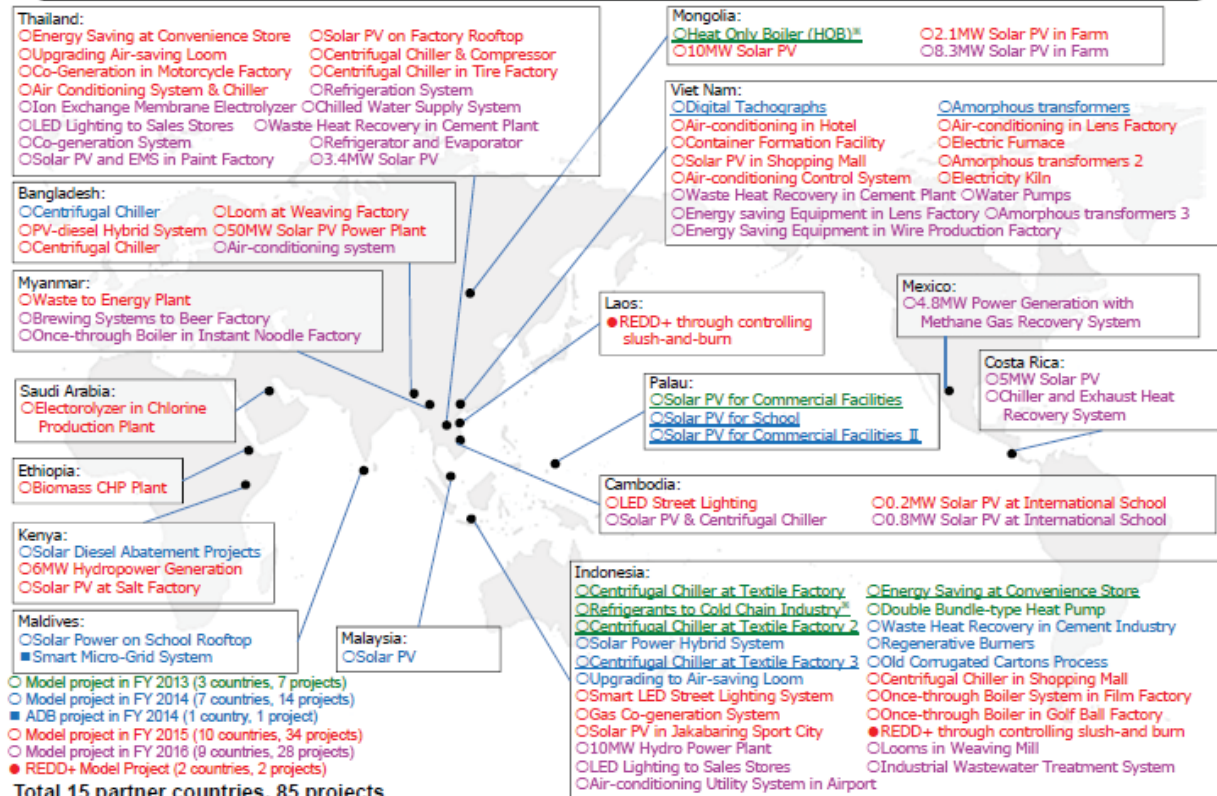 Thailand:
○Energy Saving at Convenience Store ○Solar PV on Factory Rooftop
○Upgrading Air-saving Loom ○Centrifugal Chiller & Compressor
○Co-Generation in Motorcycle Factory ○Centrifugal Chiller in Tire Factory
○Air Conditioning System & Chiller ○Refrigeration System
○Ion Exchange Membrane Electrolyzer ○Chilled Water Supply System
○LED Lighting to Sales Stores ○Waste Heat Recovery in Cement Plant
○Co-generation System ○Refrigerator and Evaporator
○Solar PV and EMS in Paint Factory ○3.4MW Solar PV
Mongolia:
○Heat Only Boiler (HOB)※ ○2.1MW Solar PV in Farm
○10MW Solar PV ○8.3MW Solar PV in Farm
Viet Nam:
○Digital Tachographs ○Amorphous transformers
○Air-conditioning in Hotel ○Air-conditioning in Lens Factory
○Container Formation Facility ○Electric Furnace
○Solar PV in Shopping Mall ○Amorphous transformers 2
○Air-conditioning Control System ○Electricity Kiln
○Waste Heat Recovery in Cement Plant ○Water Pumps
○Energy saving Equipment in Lens Factory ○Amorphous transformers 3
○Energy Saving Equipment in Wire Production Factory
Bangladesh:
○Centrifugal Chiller ○Loom at Weaving Factory
○PV-diesel Hybrid System ○50MW Solar PV Power Plant
○Centrifugal Chiller ○Air-conditioning system
Myanmar:
○Waste to Energy Plant
○Brewing Systems to Beer Factory
○Once-through Boiler in Instant Noodle Factory
Laos:
●REDD+ through controlling
slush-and-burn
Mexico:
○4.8MW Power Generation with
Methane Gas Recovery System
Costa Rica:
○5MW Solar PV
○Chiller and Exhaust Heat
Recovery System
Saudi Arabia:
○Electorolyzer in Chlorine
Production Plant
Palau:
○Solar PV for Commercial Facilities
○Solar PV for School
○Solar PV for Commercial Facilities Ⅱ
Ethiopia:
○Biomass CHP Plant
Cambodia:
○LED Street Lighting ○0.2MW Solar PV at International School
○Solar PV & Centrifugal Chiller ○0.8MW Solar PV at International School
Kenya:
○Solar Diesel Abatement Projects
○6MW Hydropower Generation
○Solar PV at Salt Factory
Maldives:
○Solar Power on School Rooftop
■Smart Micro-Grid System
Malaysia:
○Solar PV
Indonesia:
○Centrifugal Chiller at Textile Factory ○Energy Saving at Convenience Store
○Refrigerants to Cold Chain Industry※ ○Double Bundle-type Heat Pump
○Centrifugal Chiller at Textile Factory 2 ○Waste Heat Recovery in Cement Industry
○Solar Power Hybrid System ○Regenerative Burners
○Centrifugal Chiller at Textile Factory 3 ○Old Corrugated Cartons Process
○Upgrading to Air-saving Loom ○Centrifugal Chiller in Shopping Mall
○Smart LED Street Lighting System ○Once-through Boiler System in Film Factory
○Gas Co-generation System ○Once-through Boiler in Golf Ball Factory
○Solar PV in Jakabaring Sport City ●REDD+ through controlling slush-and burn
○10MW Hydro Power Plant ○Looms in Weaving Mill
○LED Lighting to Sales Stores ○Industrial Wastewater Treatment System
○Air-conditioning Utility System in Airport
○ Model project in FY 2013 (3 countries, 7 projects)
○ Model project in FY 2014 (7 countries, 14 projects)
■ ADB project in FY 2014 (1 country, 1 project)
○ Model project in FY 2015 (10 countries, 34 projects)
○ Model project in FY 2016 (9 countries, 28 projects)
● REDD+ Model Project (2 countries, 2 projects)
Total 15 partner countries, 85 projects